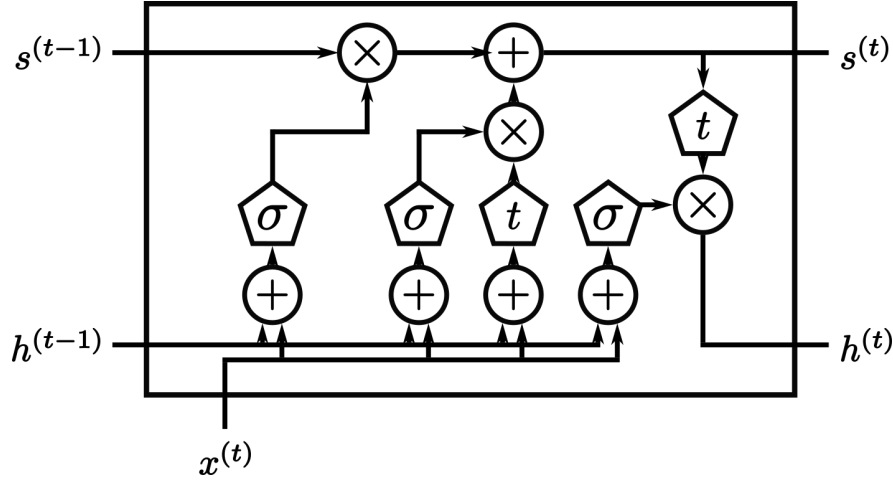 s^{(t-1)} × + s^{(t)}
× t
σ σ t σ ×
+ + + +
h^{(t-1)} h^{(t)}
x^{(t)}